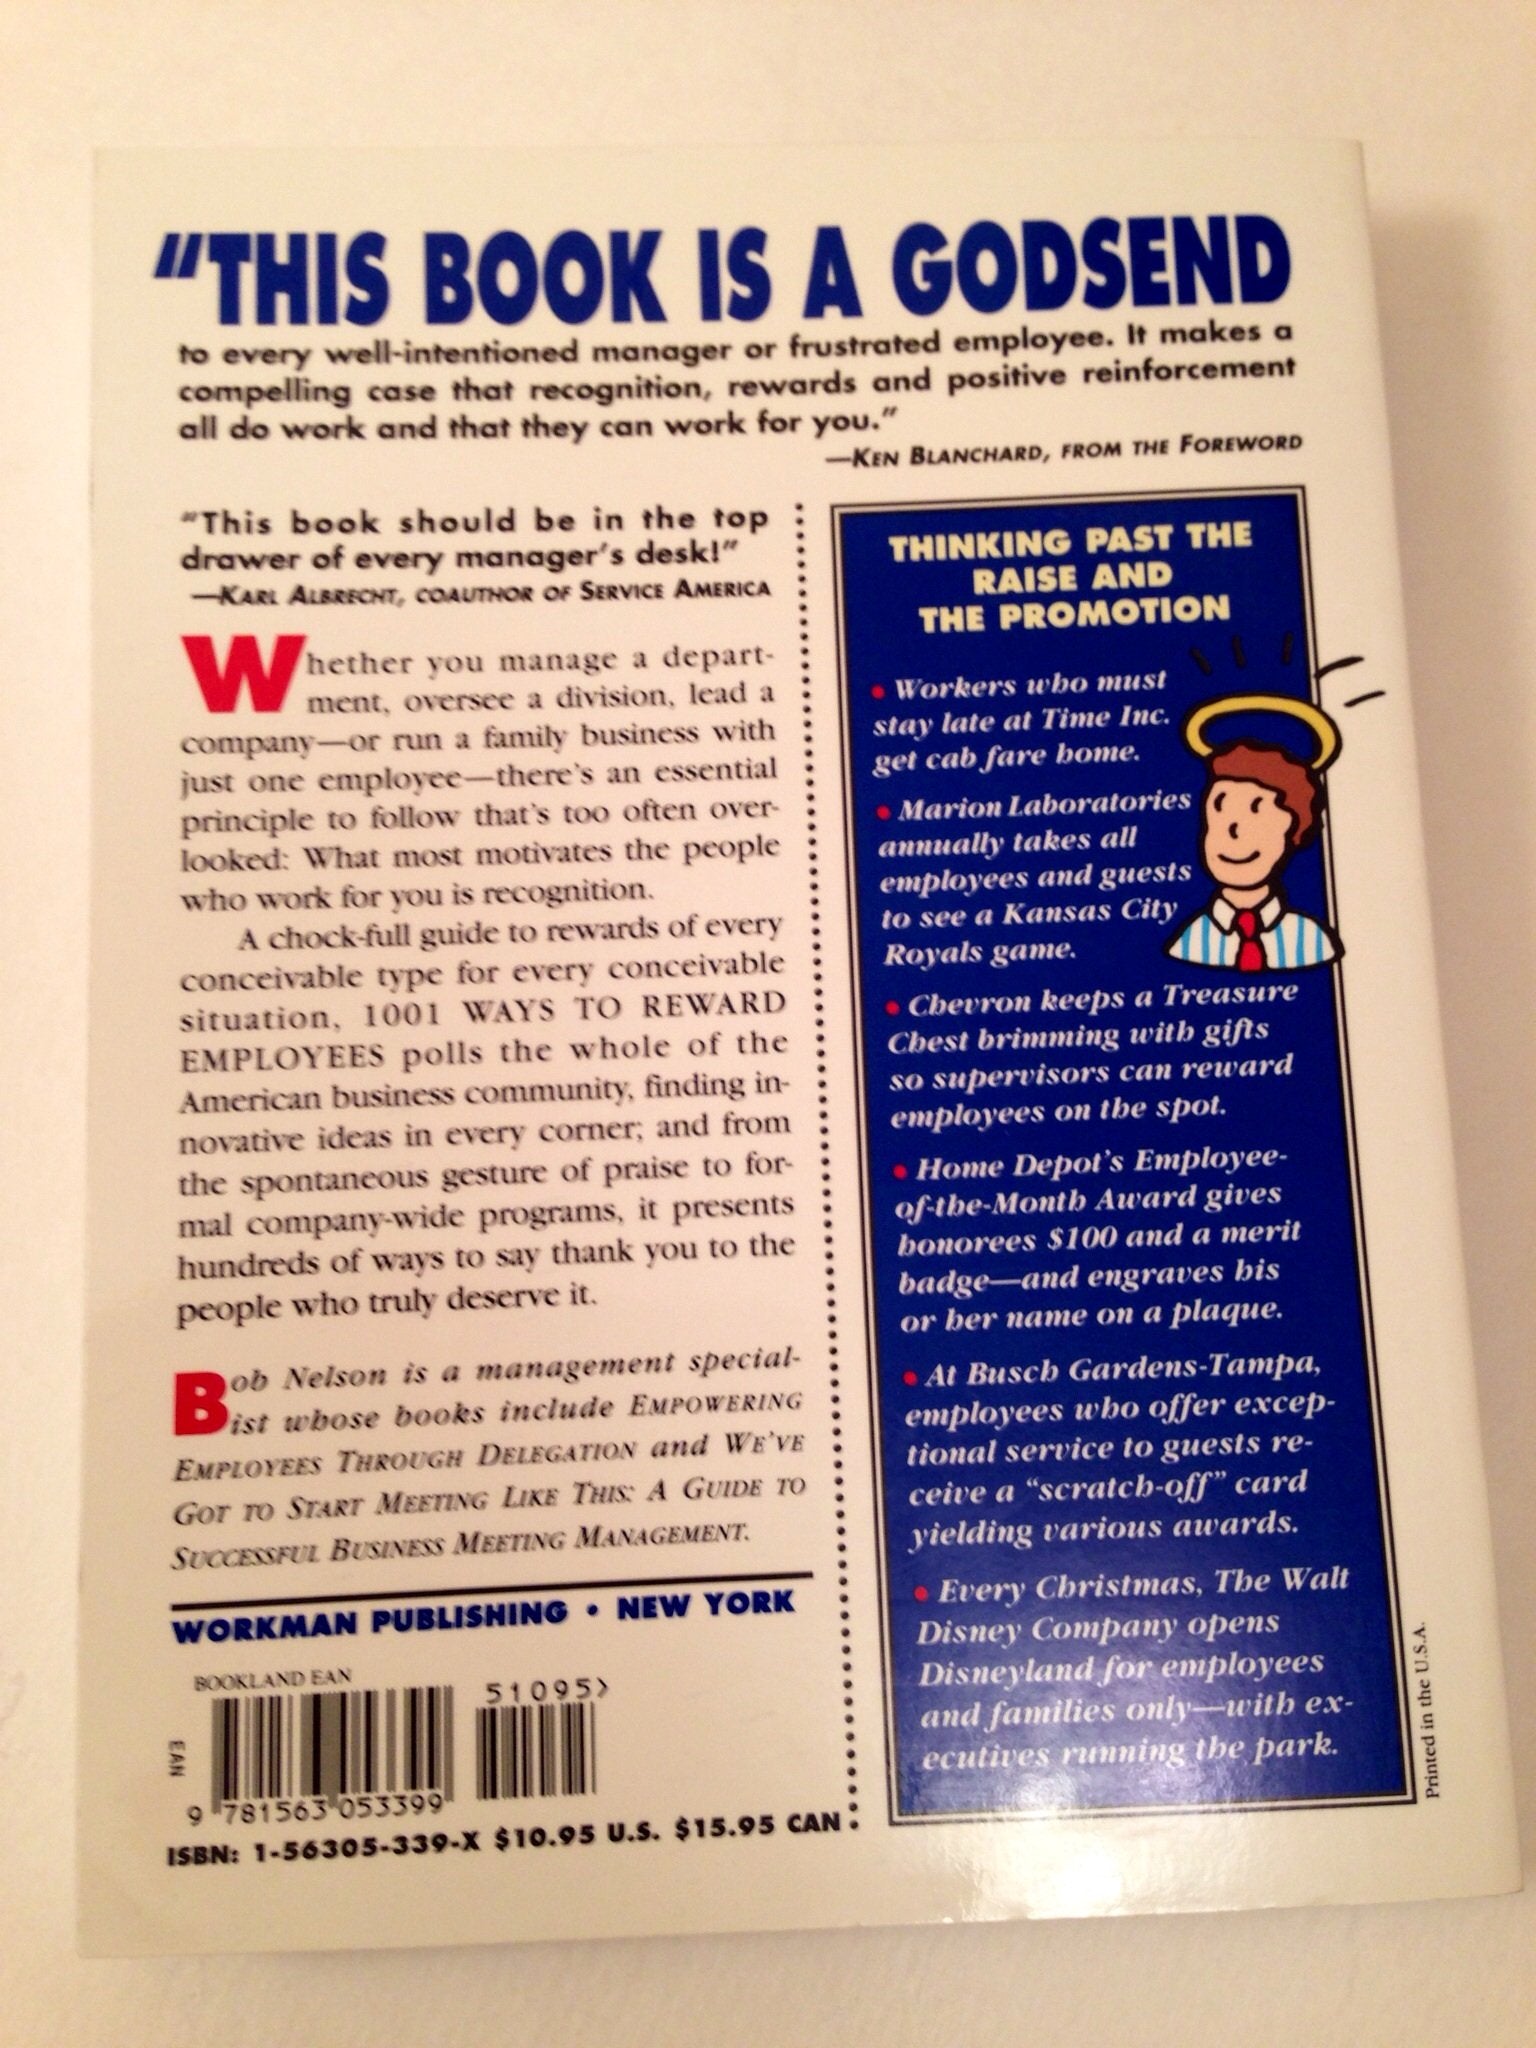 “THIS BOOK IS A GODSEND
to every well-intentioned manager or frustrated employee. It makes a
compelling case that recognition, rewards and positive reinforcement
all do work and that they can work for you.”
—KEN BLANCHARD, FROM THE FOREWORD
“This book should be in the top
drawer of every manager’s desk!”
—KARL ALBRECHT, COAUTHOR OF SERVICE AMERICA
Whether you manage a depart-
ment, oversee a division, lead a
company—or run a family business with
just one employee—there’s an essential
principle to follow that’s too often over-
looked: What most motivates the people
who work for you is recognition.
A chock-full guide to rewards of every
conceivable type for every conceivable
situation, 1001 WAYS TO REWARD
EMPLOYEES polls the whole of the
American business community, finding in-
novative ideas in every corner; and from
the spontaneous gesture of praise to for-
mal company-wide programs, it presents
hundreds of ways to say thank you to the
people who truly deserve it.
Bob Nelson is a management special-
ist whose books include EMPOWERING
EMPLOYEES THROUGH DELEGATION and WE’VE
GOT TO START MEETING LIKE THIS: A GUIDE TO
SUCCESSFUL BUSINESS MEETING MANAGEMENT.
WORKMAN PUBLISHING • NEW YORK
BOOKLAND EAN
51095>
EAN
9 781563 053399
ISBN: 1-56305-339-X $10.95 U.S. $15.95 CAN
THINKING PAST THE
RAISE AND
THE PROMOTION
• Workers who must
stay late at Time Inc.
get cab fare home.
• Marion Laboratories
annually takes all
employees and guests
to see a Kansas City
Royals game.
• Chevron keeps a Treasure
Chest brimming with gifts
so supervisors can reward
employees on the spot.
• Home Depot’s Employee-
of-the-Month Award gives
honorees $100 and a merit
badge—and engraves his
or her name on a plaque.
• At Busch Gardens-Tampa,
employees who offer excep-
tional service to guests re-
ceive a “scratch-off” card
yielding various awards.
• Every Christmas, The Walt
Disney Company opens
Disneyland for employees
and families only—with ex-
ecutives running the park.
Printed in the U.S.A.